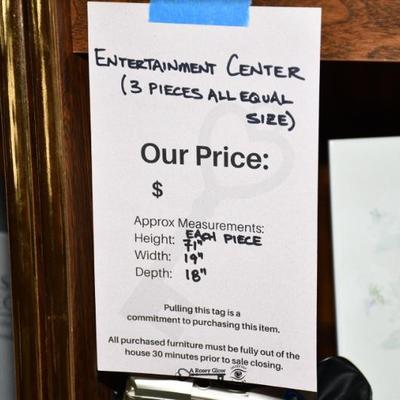 ENTERTAINMENT CENTER
(3 PIECES ALL EQUAL
SIZE)
Our Price:
$
Approx Measurements:
EACH PIECE
Height: 71"
Width: 19"
Depth: 18"
Pulling this tag is a
commitment to purchasing this item.
All purchased furniture must be fully out of the
house 30 minutes prior to sale closing.
A Rosey Glow